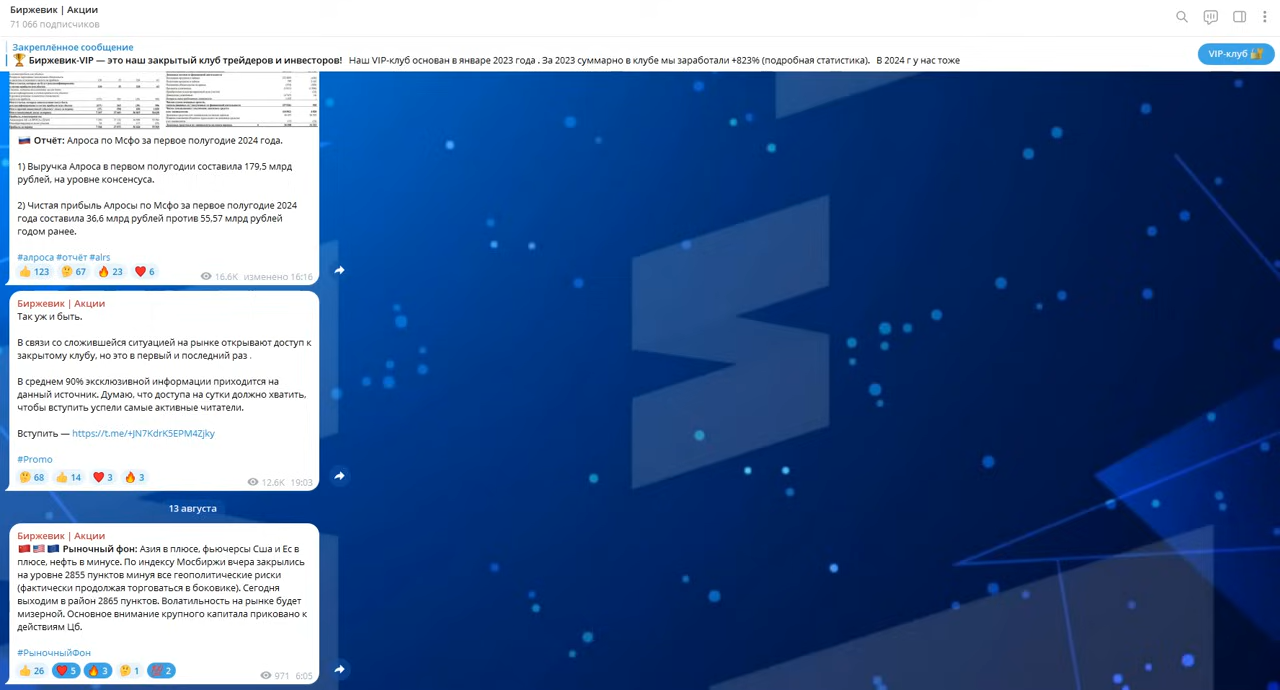 Биржевик | Акции
71 066 подписчиков
Закреплённое сообщение
🏆 Биржевик-VIP — это наш закрытый клуб трейдеров и инвесторов! Наш VIP-клуб основан в январе 2019 года . За 2023 суммарно в клубе мы заработали +823% (подробная статистика). В 2024 г у нас тоже
VIP-клуб
🇷🇺 Отчёт: Алроса по Мсфо за первое полугодие 2024 года.
1) Выручка Алроса в первом полугодии составила 179,5 млрд
рублей, на уровне консенсуса.
2) Чистая прибыль Алросы по Мсфо за первое полугодие 2024
года составила 36,6 млрд рублей против 55,57 млрд рублей
годом ранее.
#алроса #отчёт #alrs
👍 123 🤔 67 🔥 23 ❤️ 6
16.6K изменено 16:16
Биржевик | Акции
Так уж и быть.
В связи со сложившейся ситуацией на рынке открывают доступ к
закрытому клубу, но это в первый и последний раз .
В среднем 90% эксклюзивной информации приходится на
данный источник. Думаю, что доступа на сутки должно хватить,
чтобы вступить успели самые активные читатели.
Вступить — https://t.me/+JN7KdrK5EPM4Zjky
#Promo
🤔 68 👍 14 ❤️ 3 🔥 3
12.6K 19:03
13 августа
Биржевик | Акции
🇨🇳 🇺🇸 🇪🇺 Рыночный фон: Азия в плюсе, фьючерсы Сша и Ес в
плюсе, нефть в минусе. По индексу Мосбиржи вчера закрылись
на уровне 2855 пунктов минуя все геополитические риски
(фактически продолжая торговаться в боковике). Сегодня
выходим в район 2865 пунктов. Волатильность на рынке будет
мизерной. Основное внимание крупного капитала приковано к
действиям Цб.
#РыночныйФон
👍 26 ❤️ 5 🔥 3 🤔 1 💯 2
971 6:05